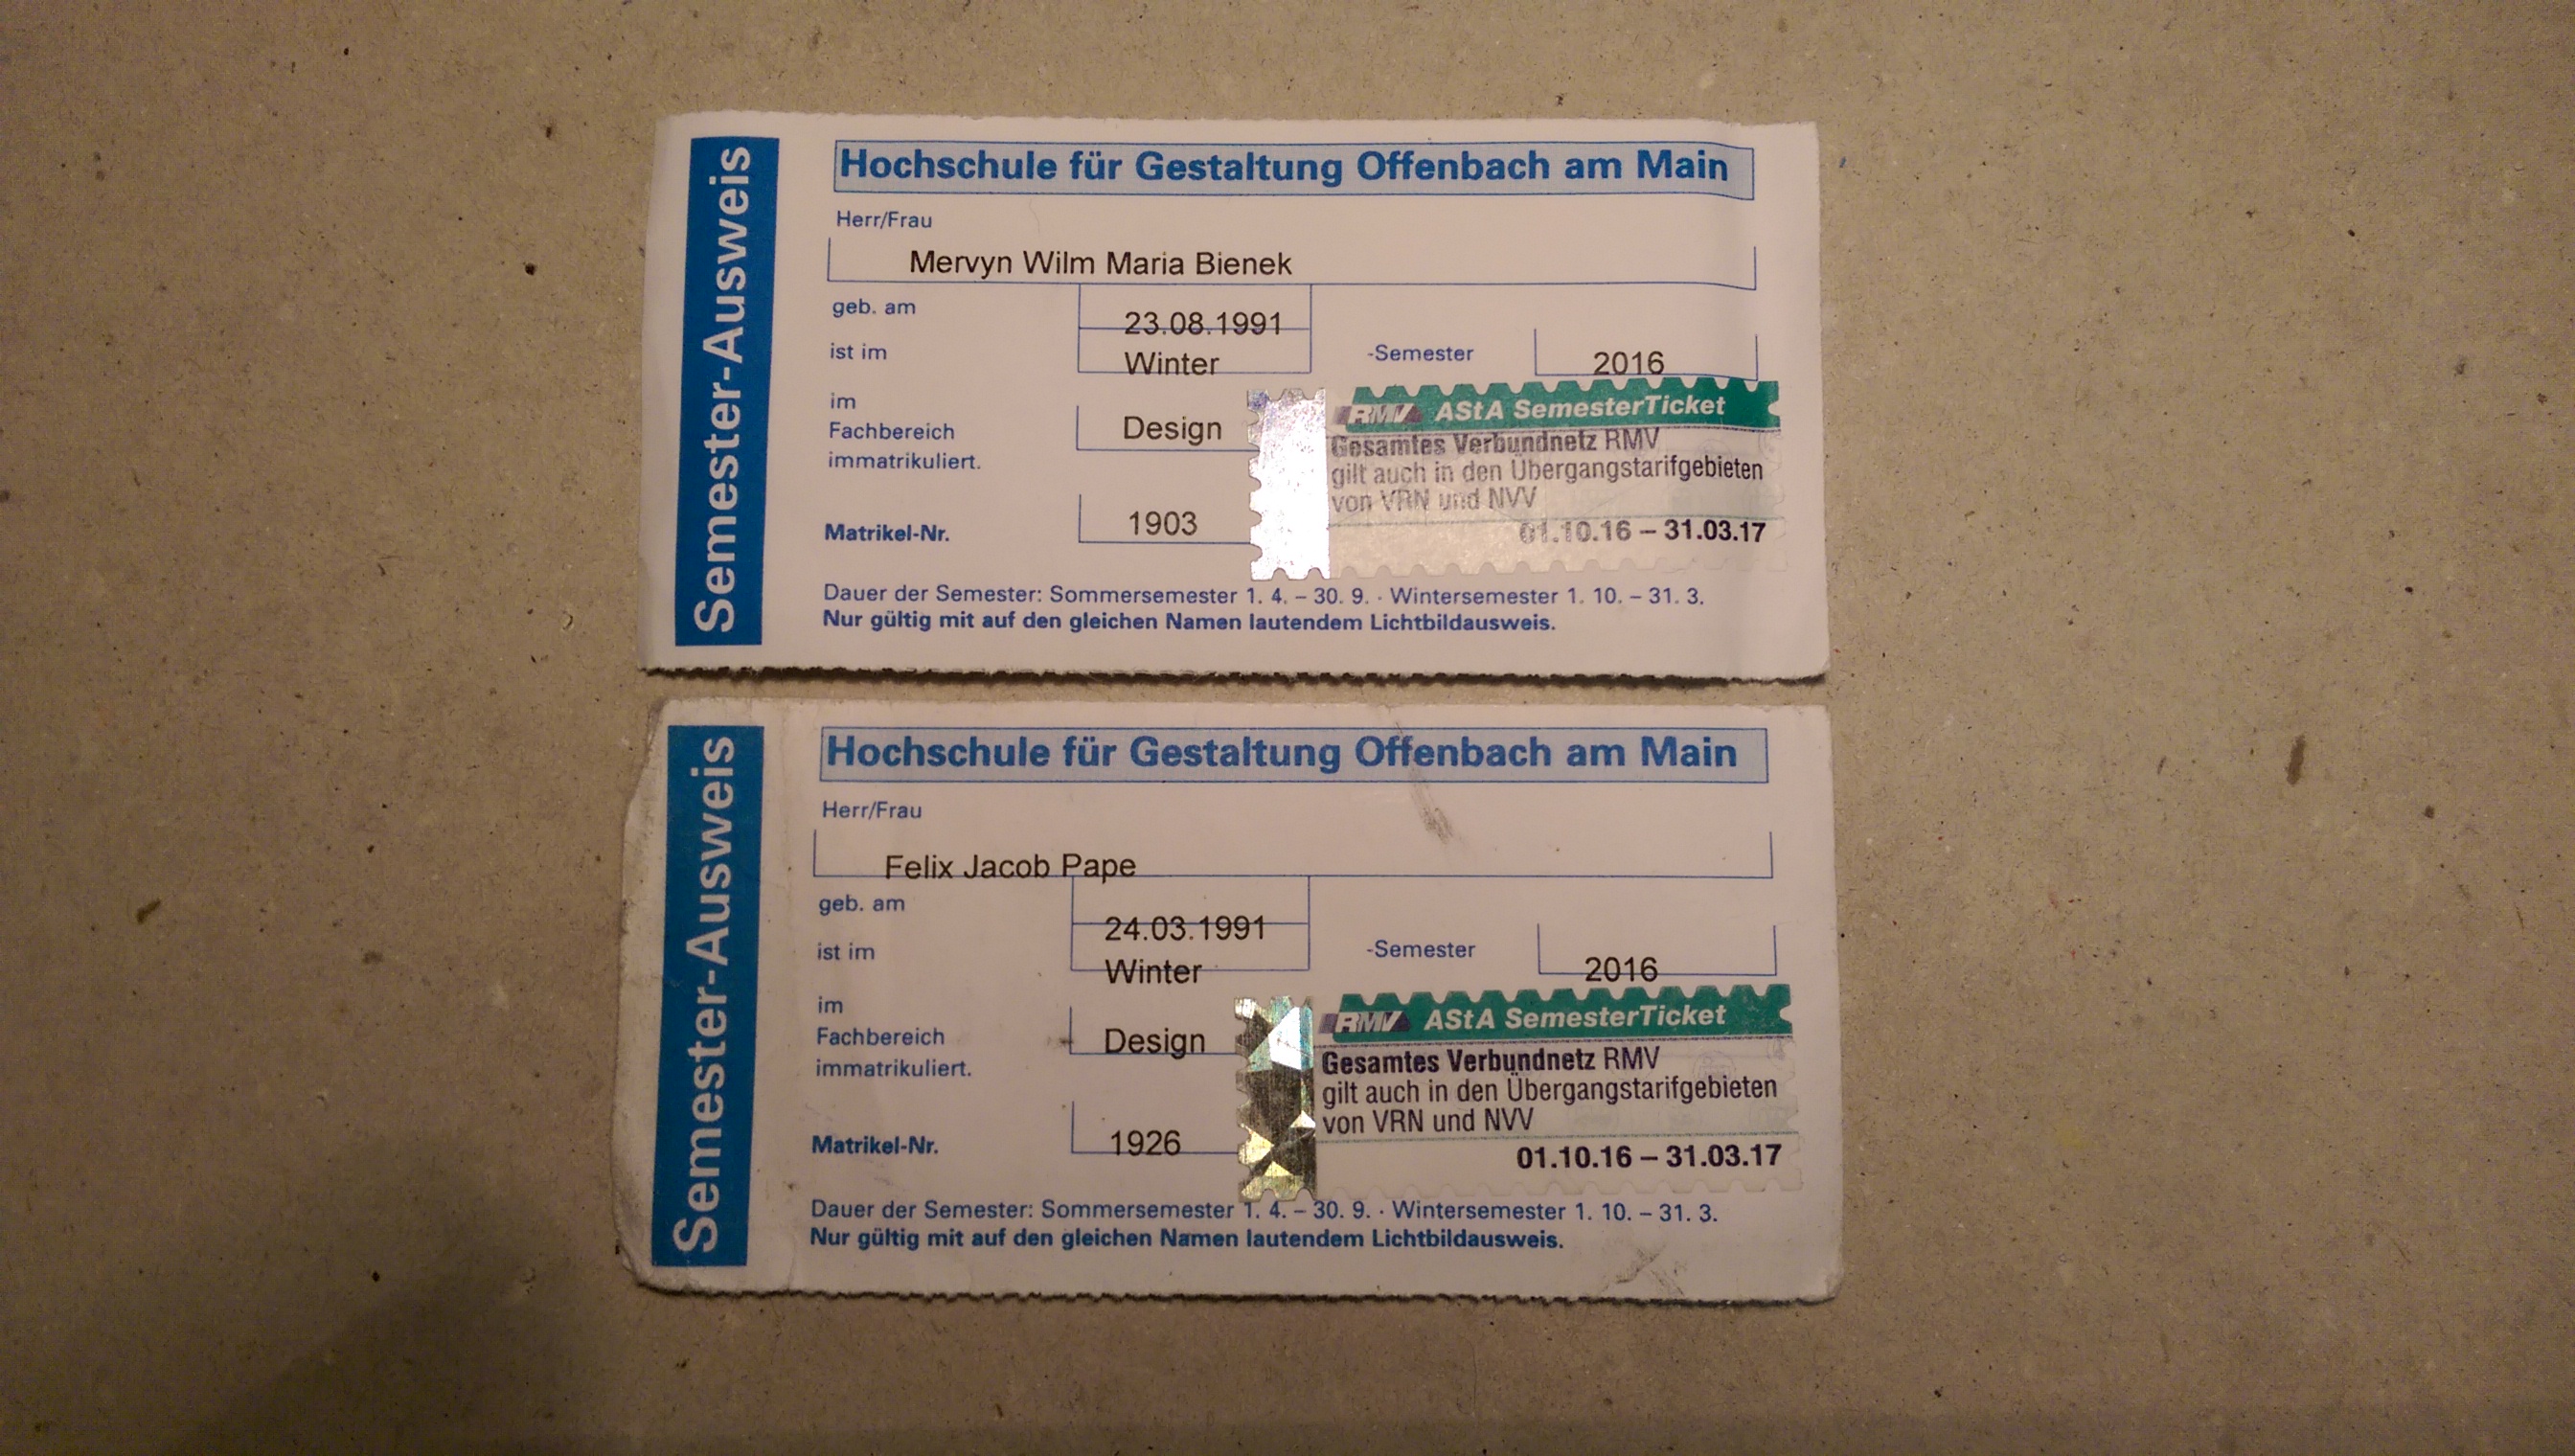 Semester-Ausweis
Hochschule für Gestaltung Offenbach am Main
Herr/Frau
Mervyn Wilm Maria Bienek
geb. am 23.08.1991
ist im Winter -Semester 2016
im
Fachbereich Design
immatrikuliert.
Matrikel-Nr. 1903
RMV AStA SemesterTicket
Gesamtes Verbundnetz RMV
gilt auch in den Übergangstarifgebieten
von VRN und NVV
01.10.16 – 31.03.17
Dauer der Semester: Sommersemester 1. 4. – 30. 9. · Wintersemester 1. 10. – 31. 3.
Nur gültig mit auf den gleichen Namen lautendem Lichtbildausweis.
Semester-Ausweis
Hochschule für Gestaltung Offenbach am Main
Herr/Frau
Felix Jacob Pape
geb. am 24.03.1991
ist im Winter -Semester 2016
im
Fachbereich Design
immatrikuliert.
Matrikel-Nr. 1926
RMV AStA SemesterTicket
Gesamtes Verbundnetz RMV
gilt auch in den Übergangstarifgebieten
von VRN und NVV
01.10.16 – 31.03.17
Dauer der Semester: Sommersemester 1. 4. – 30. 9. · Wintersemester 1. 10. – 31. 3.
Nur gültig mit auf den gleichen Namen lautendem Lichtbildausweis.